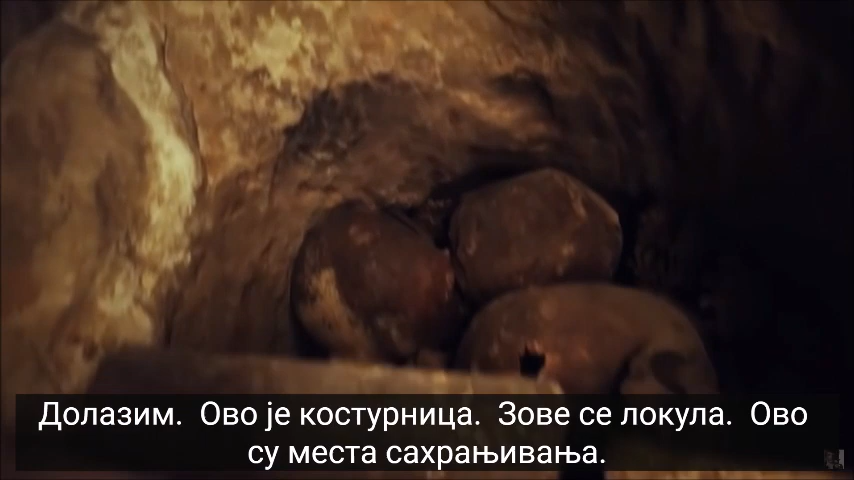 Долазим. Ово је костурница. Зове се локула. Ово
су места сахрањивања.